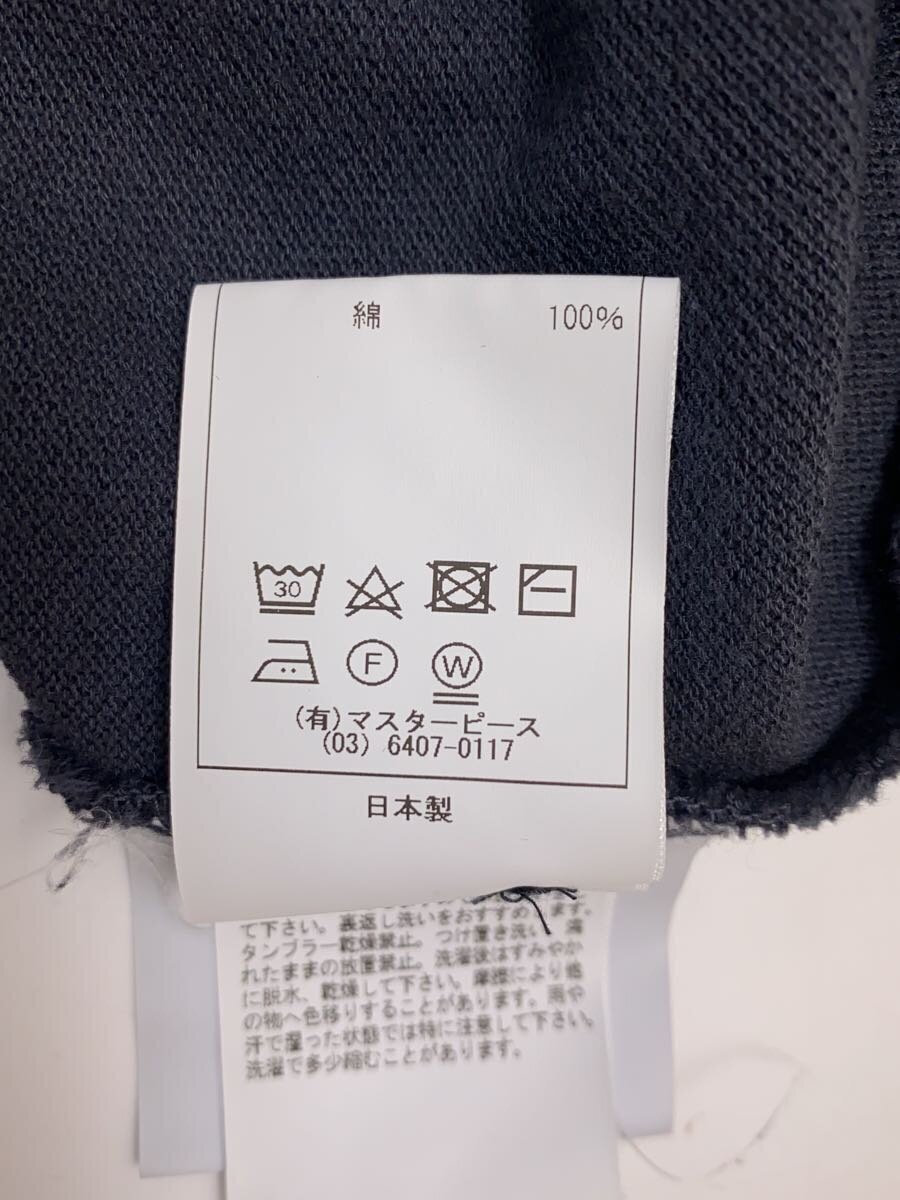 綿 100%
30
F W
(有)マスターピース
(03) 6407-0117
日本製
て下さい。裏返し洗いをおすすめします。
タンブラー乾燥禁止。つけ置き洗い、濡
れたままの放置禁止。洗濯後はすみやか
に脱水、乾燥して下さい。摩擦により他
の物へ色移りすることがあります。雨や
汗で湿った状態では特に注意して下さい。
洗濯で多少縮むことがあります。